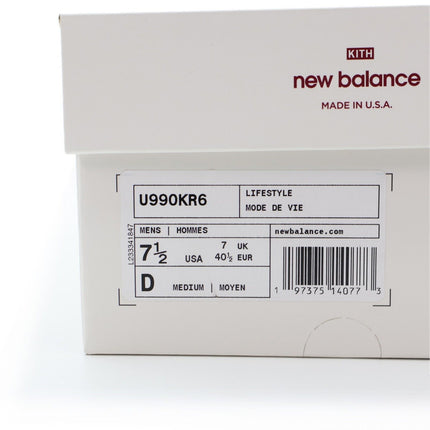 KITH
new balance
MADE IN U.S.A.
U990KR6
LIFESTYLE
MODE DE VIE
MENS | HOMMES
newbalance.com
L233341847
7½ USA
7 UK
40½ EUR
D MEDIUM | MOYEN
1 97375 14077 3